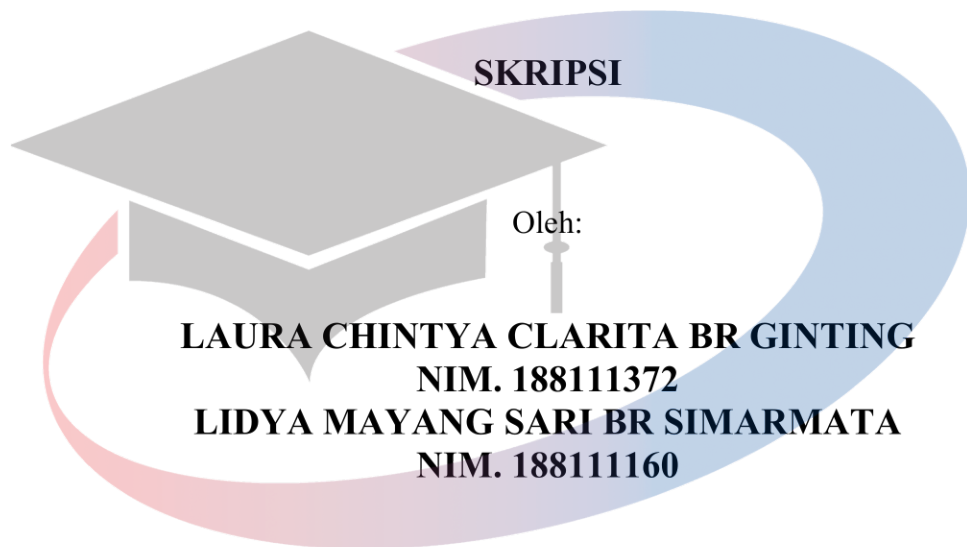 SKRIPSI
Oleh:
LAURA CHINTYA CLARITA BR GINTING
NIM. 188111372
LIDYA MAYANG SARI BR SIMARMATA
NIM. 188111160